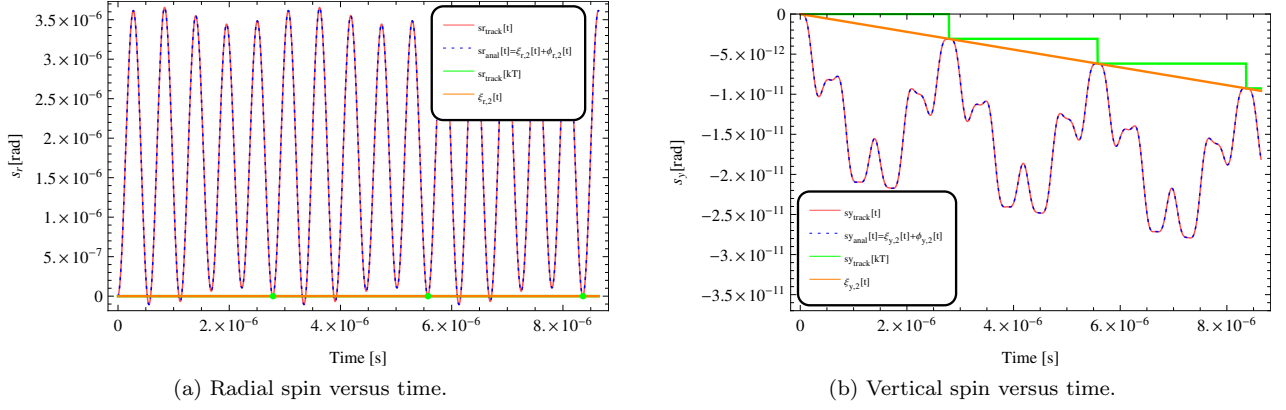 3.5×10⁻⁶
3.×10⁻⁶
2.5×10⁻⁶
2.×10⁻⁶
1.5×10⁻⁶
1.×10⁻⁶
5.×10⁻⁷
0
s_r[rad]
sr_track[t]
sr_anal[t]=ξ_r,2[t]+ϕ_r,2[t]
sr_track[kT]
ξ_r,2[t]
0
2.×10⁻⁶
4.×10⁻⁶
6.×10⁻⁶
8.×10⁻⁶
Time [s]
(a) Radial spin versus time.
0
−5.×10⁻¹²
−1.×10⁻¹¹
−1.5×10⁻¹¹
−2.×10⁻¹¹
−2.5×10⁻¹¹
−3.×10⁻¹¹
−3.5×10⁻¹¹
s_y[rad]
sy_track[t]
sy_anal[t]=ξ_y,2[t]+ϕ_y,2[t]
sy_track[kT]
ξ_y,2[t]
0
2.×10⁻⁶
4.×10⁻⁶
6.×10⁻⁶
8.×10⁻⁶
Time [s]
(b) Vertical spin versus time.